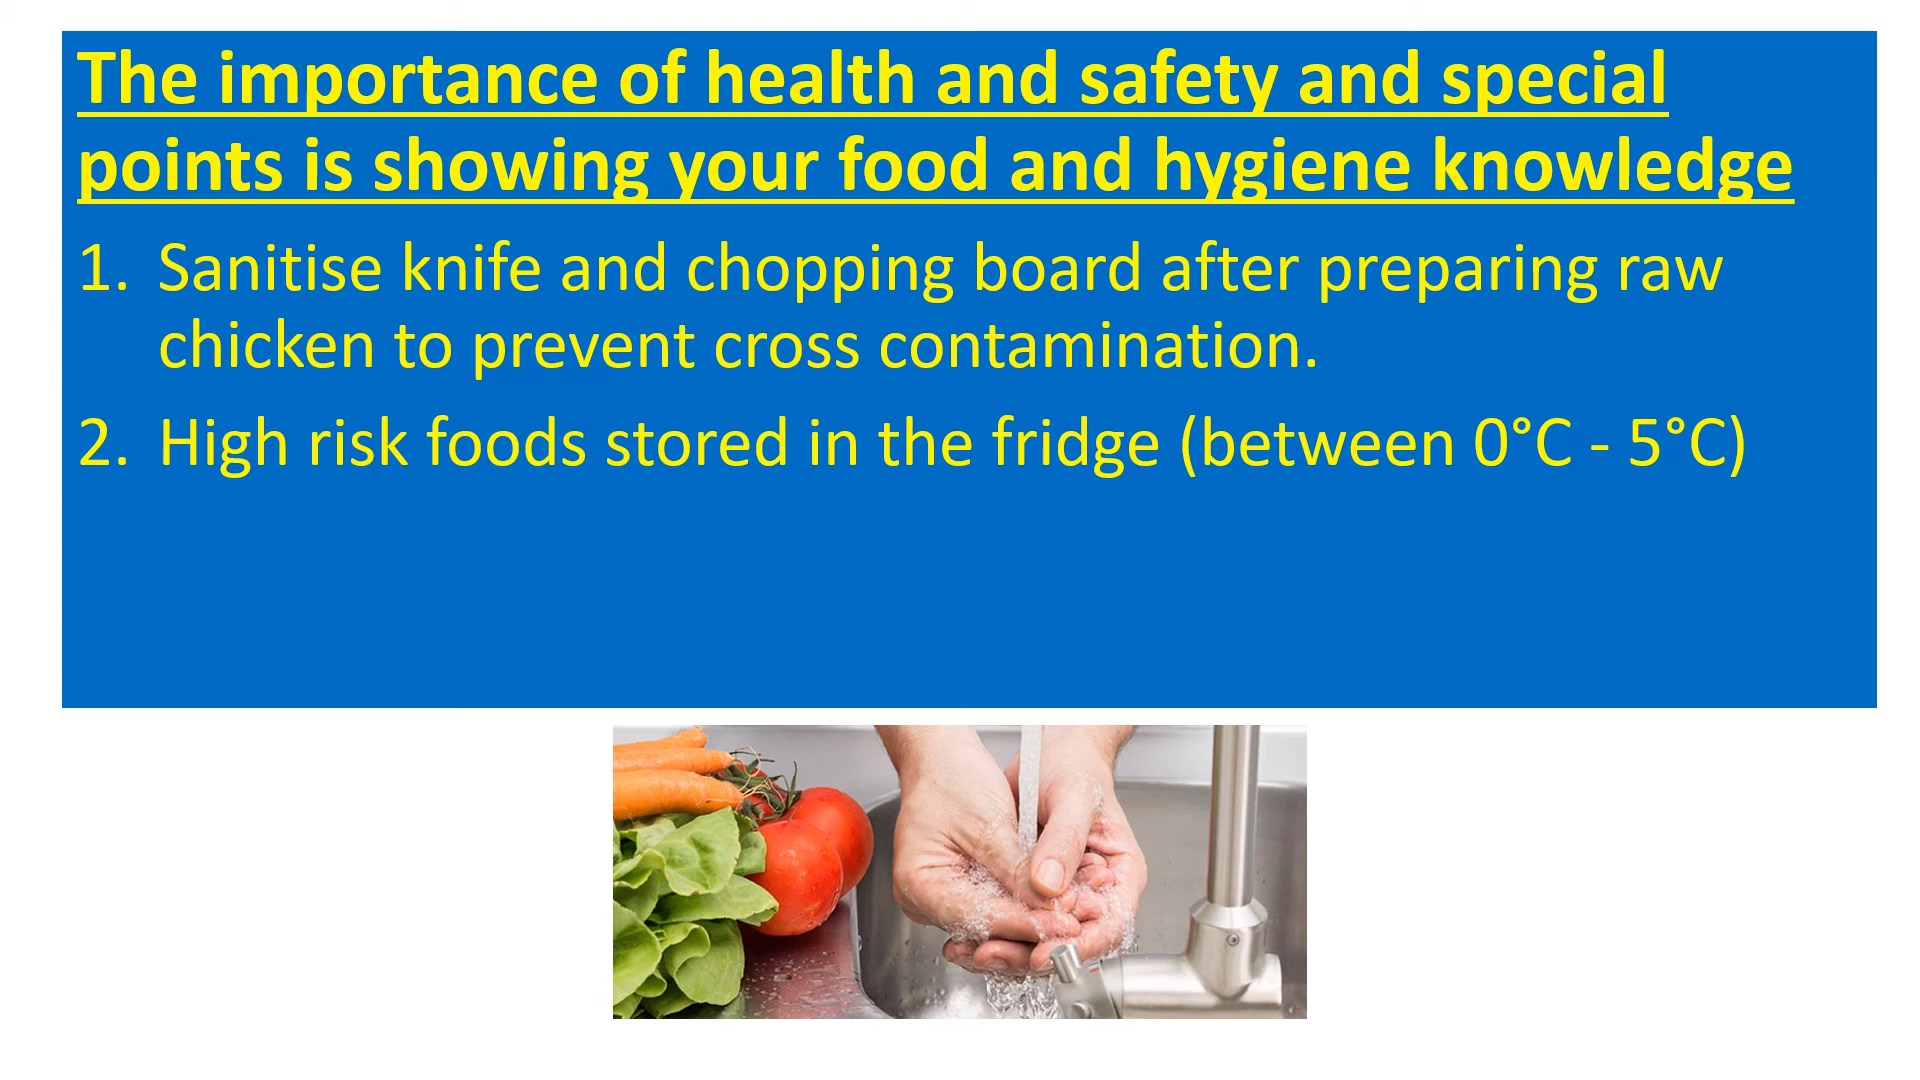 The importance of health and safety and special
points is showing your food and hygiene knowledge
1. Sanitise knife and chopping board after preparing raw
chicken to prevent cross contamination.
2. High risk foods stored in the fridge (between 0°C - 5°C)